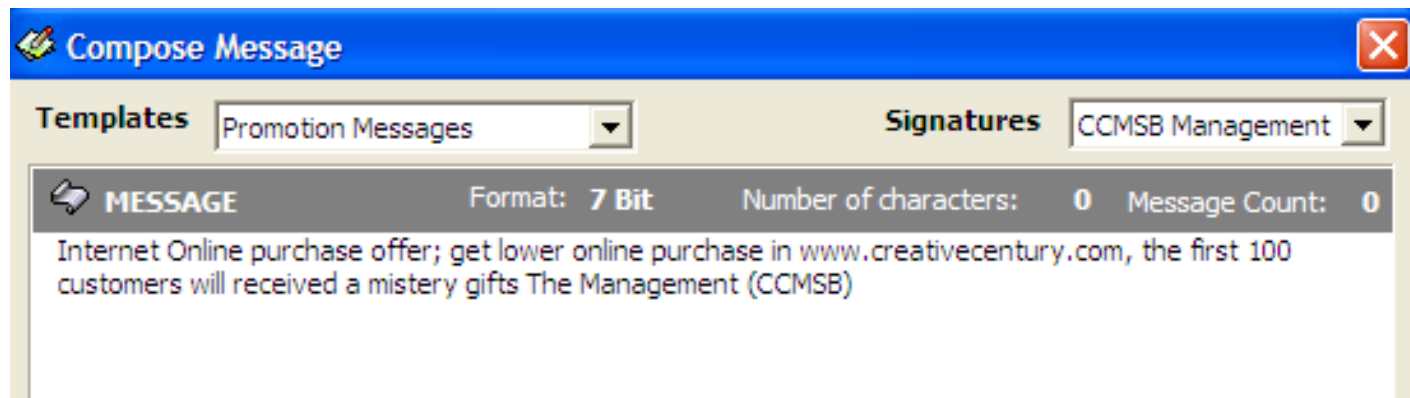 Compose Message
Templates Promotion Messages Signatures CCMSB Management
MESSAGE Format: 7 Bit Number of characters: 0 Message Count: 0
Internet Online purchase offer; get lower online purchase in www.creativecentury.com, the first 100
customers will received a mistery gifts The Management (CCMSB)